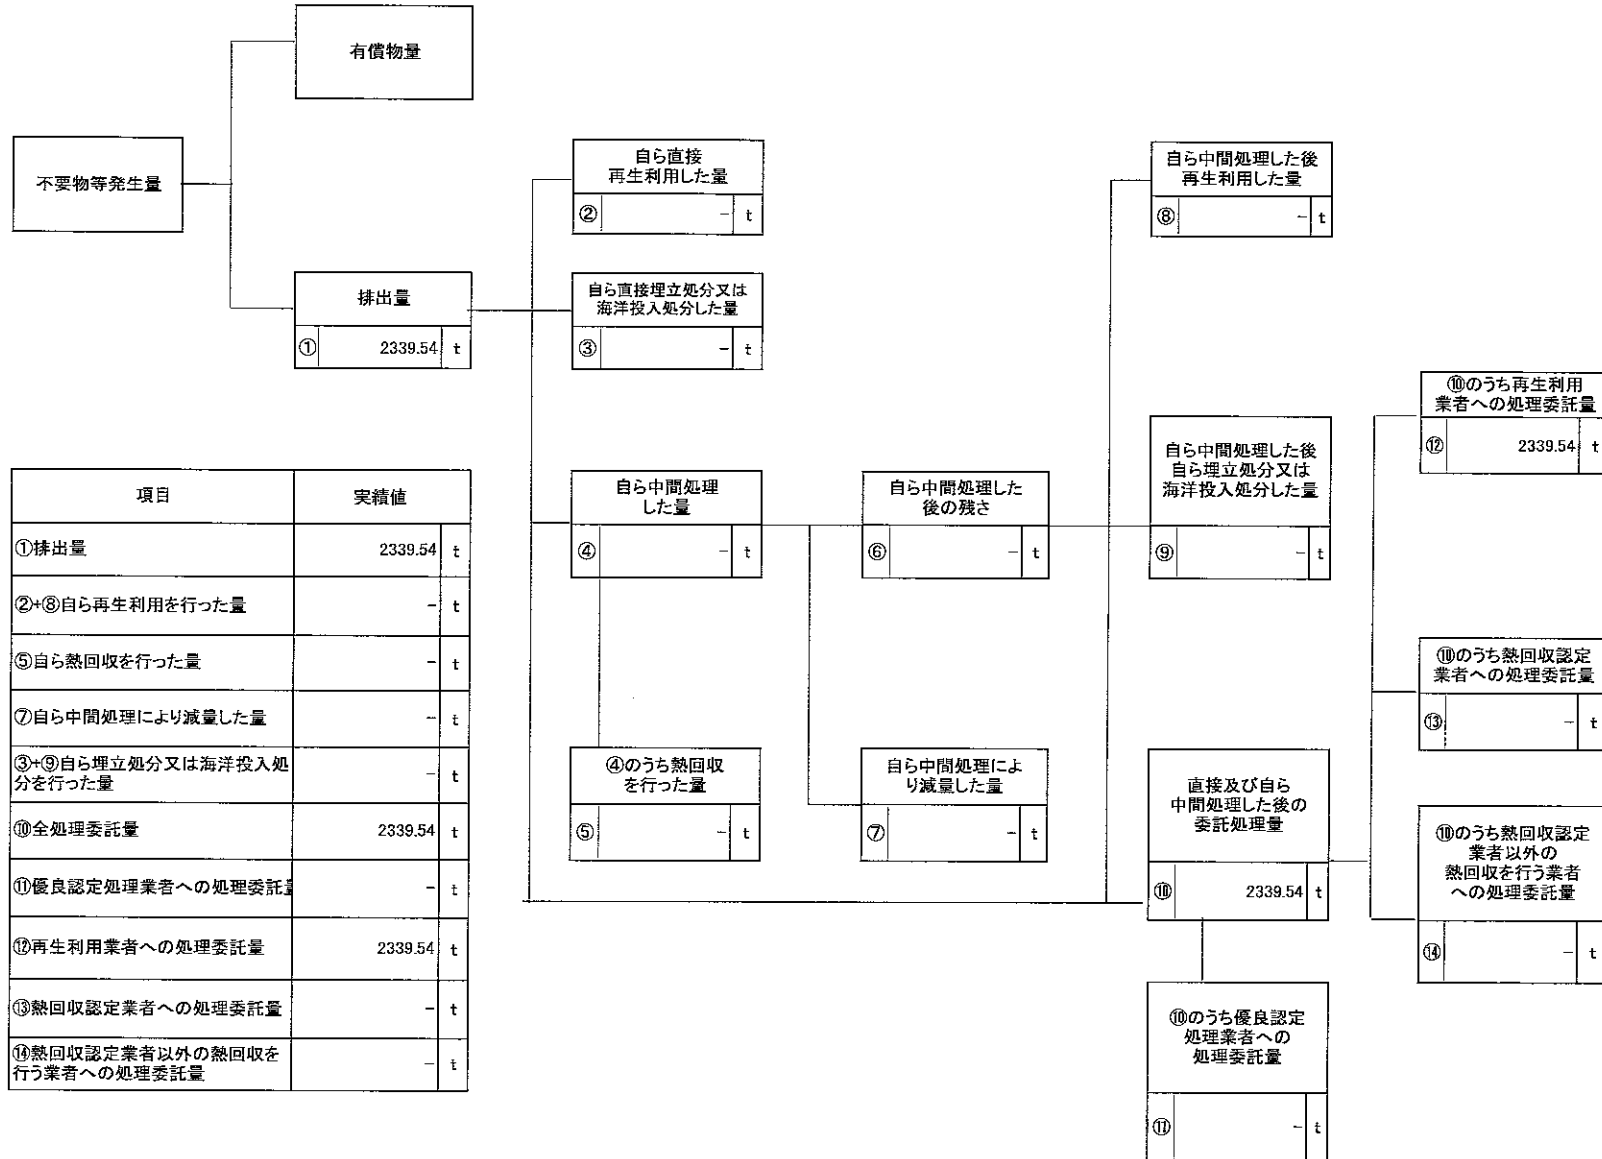 有償物量
不要物等発生量
排出量
① 2339.54 t
自ら直接
再生利用した量
② － t
自ら直接埋立処分又は
海洋投入処分した量
③ － t
自ら中間処理
した量
④ － t
④のうち熱回収
を行った量
⑤ － t
自ら中間処理した
後の残さ
⑥ － t
自ら中間処理によ
り減量した量
⑦ － t
自ら中間処理した後
再生利用した量
⑧ － t
自ら中間処理した後
自ら埋立処分又は
海洋投入処分した量
⑨ － t
直接及び自ら
中間処理した後の
委託処理量
⑩ 2339.54 t
⑩のうち優良認定
処理業者への
処理委託量
⑪ － t
⑩のうち再生利用
業者への処理委託量
⑫ 2339.54 t
⑩のうち熱回収認定
業者への処理委託量
⑬ － t
⑩のうち熱回収認定
業者以外の
熱回収を行う業者
への処理委託量
⑭ － t
項目 実績値
①排出量 2339.54 t
②+⑧自ら再生利用を行った量 － t
⑤自ら熱回収を行った量 － t
⑦自ら中間処理により減量した量 － t
③+⑨自ら埋立処分又は海洋投入処
分を行った量 － t
⑩全処理委託量 2339.54 t
⑪優良認定処理業者への処理委託量 － t
⑫再生利用業者への処理委託量 2339.54 t
⑬熱回収認定業者への処理委託量 － t
⑭熱回収認定業者以外の熱回収を
行う業者への処理委託量 － t